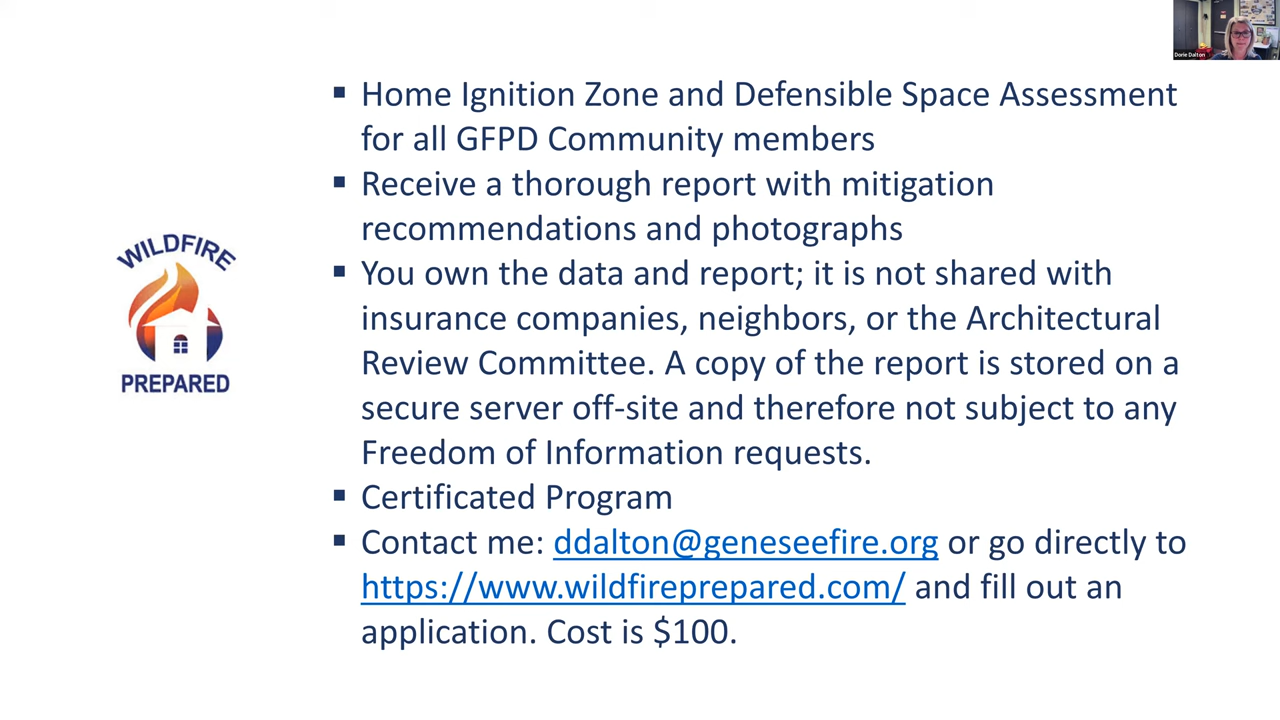 Dorie Dalton
▪ Home Ignition Zone and Defensible Space Assessment
for all GFPD Community members
▪ Receive a thorough report with mitigation
recommendations and photographs
▪ You own the data and report; it is not shared with
insurance companies, neighbors, or the Architectural
Review Committee. A copy of the report is stored on a
secure server off-site and therefore not subject to any
Freedom of Information requests.
▪ Certificated Program
▪ Contact me: ddalton@geneseefire.org or go directly to
https://www.wildfireprepared.com/ and fill out an
application. Cost is $100.
WILDFIRE
PREPARED